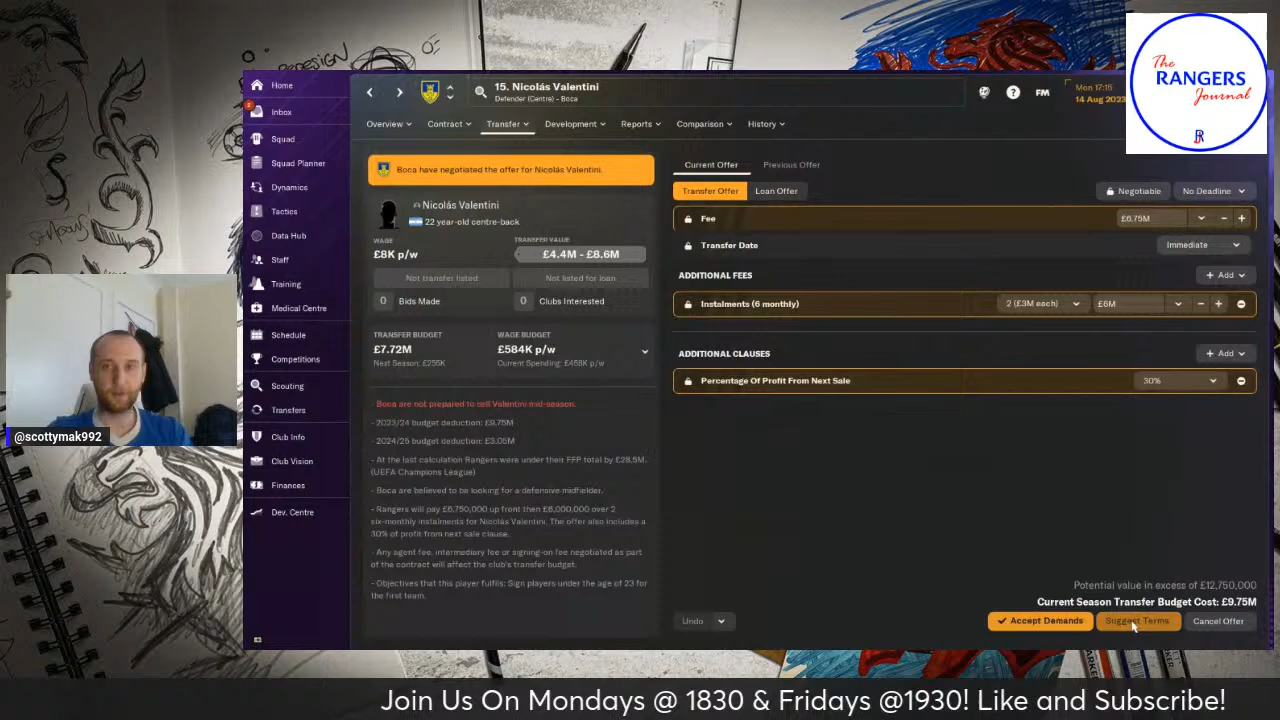 REDESIGN
The
RANGERS
Journal
Home
Inbox
Squad
Squad Planner
Dynamics
Tactics
Data Hub
Staff
Training
Medical Centre
Schedule
Competitions
Scouting
Transfers
Club Info
Club Vision
Finances
Dev. Centre
15. Nicolás Valentini
Defender (Centre) - Boca
FM
Mon 17:15
14 Aug 2023
Overview
Contract
Transfer
Development
Reports
Comparison
History
Boca have negotiated the offer for Nicolás Valentini.
Nicolás Valentini
22 year-old centre-back
WAGE
£8K p/w
TRANSFER VALUE
£4.4M - £8.6M
Not transfer listed
Not listed for loan
0 Bids Made
0 Clubs Interested
TRANSFER BUDGET
£7.72M
Next Season: £255K
WAGE BUDGET
£584K p/w
Current Spending: £458K p/w
- Boca are not prepared to sell Valentini mid-season.
- 2023/24 budget deduction: £9.75M
- 2024/25 budget deduction: £3.05M
- At the last calculation Rangers were under their FFP total by £28.5M.
(UEFA Champions League)
- Boca are believed to be looking for a defensive midfielder.
- Rangers will pay £6,750,000 up front then £6,000,000 over 2
six-monthly instalments for Nicolás Valentini. The offer also includes a
30% of profit from next sale clause.
- Any agent fee, intermediary fee or signing-on fee negotiated as part
of the contract will affect the club's transfer budget.
- Objectives that this player fulfils: Sign players under the age of 23 for
the first team.
Current Offer
Previous Offer
Transfer Offer
Loan Offer
Negotiable
No Deadline
Fee
£6.75M
Transfer Date
Immediate
ADDITIONAL FEES
+ Add
Instalments (6 monthly)
2 (£3M each)
£6M
ADDITIONAL CLAUSES
+ Add
Percentage Of Profit From Next Sale
30%
Potential value in excess of £12,750,000
Current Season Transfer Budget Cost: £9.75M
Undo
Accept Demands
Suggest Terms
Cancel Offer
@scottymak992
Join Us On Mondays @ 1830 & Fridays @1930! Like and Subscribe!